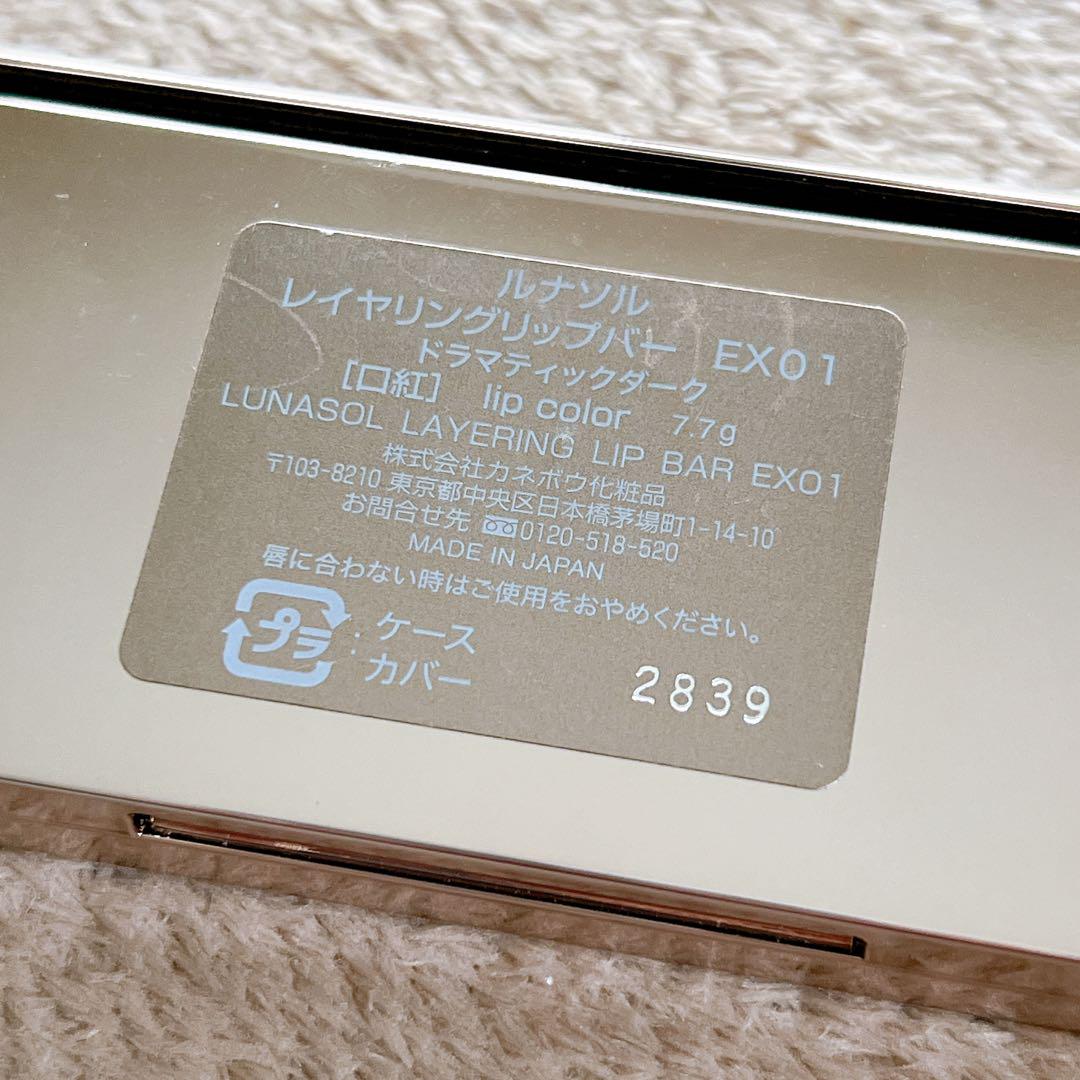 ルナソル
レイヤリングリップバー EX01
ドラマティックダーク
[口紅] lip color 7.7g
LUNASOL LAYERING LIP BAR EX01
株式会社カネボウ化粧品
〒103-8210 東京都中央区日本橋茅場町1-14-10
お問合せ先 0120-518-520
MADE IN JAPAN
唇に合わない時はご使用をおやめください。
プラ : ケース
カバー
2839